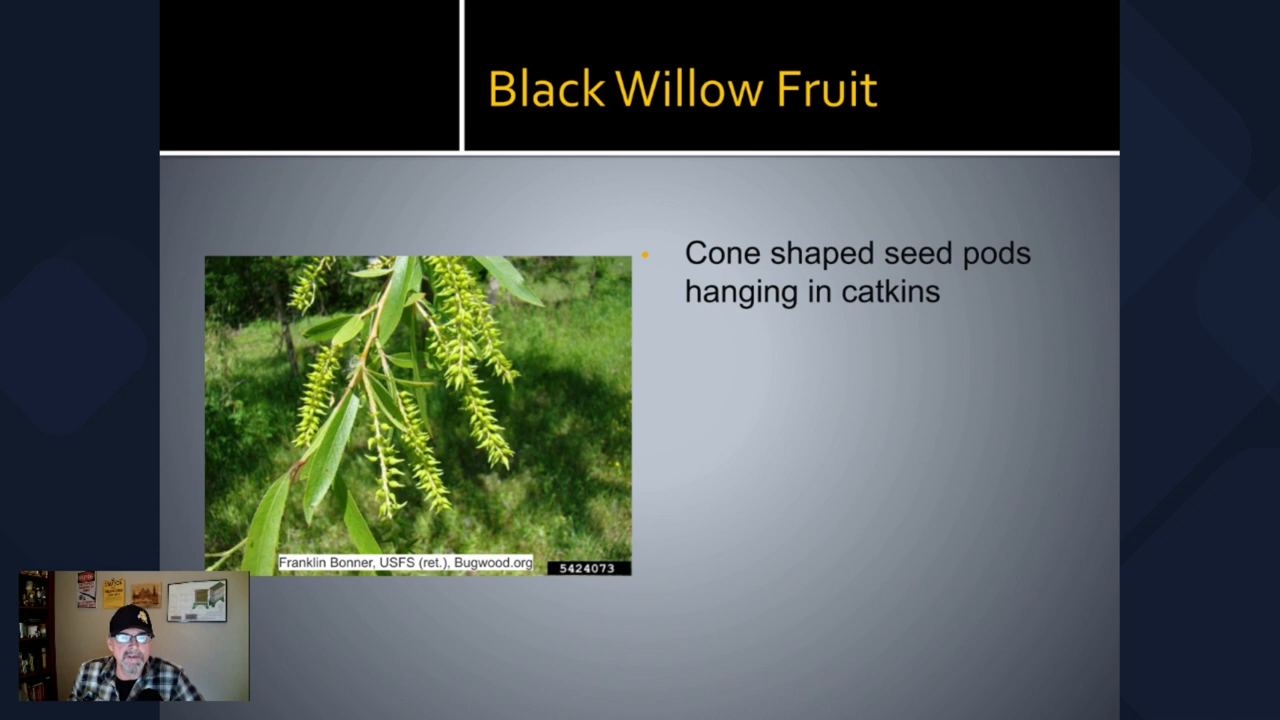 Black Willow Fruit
Cone shaped seed pods
hanging in catkins
Franklin Bonner, USFS (ret.), Bugwood.org
5424073